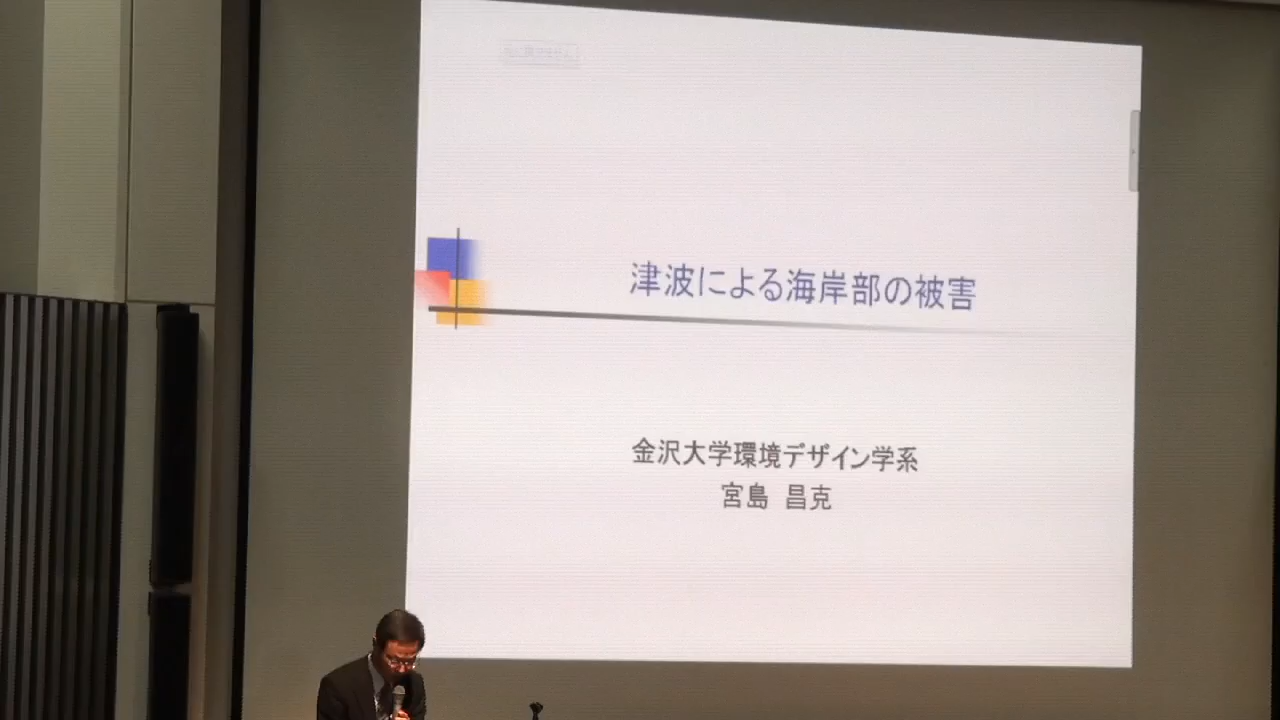 津波による海岸部の被害
金沢大学環境デザイン学系
宮島 昌克